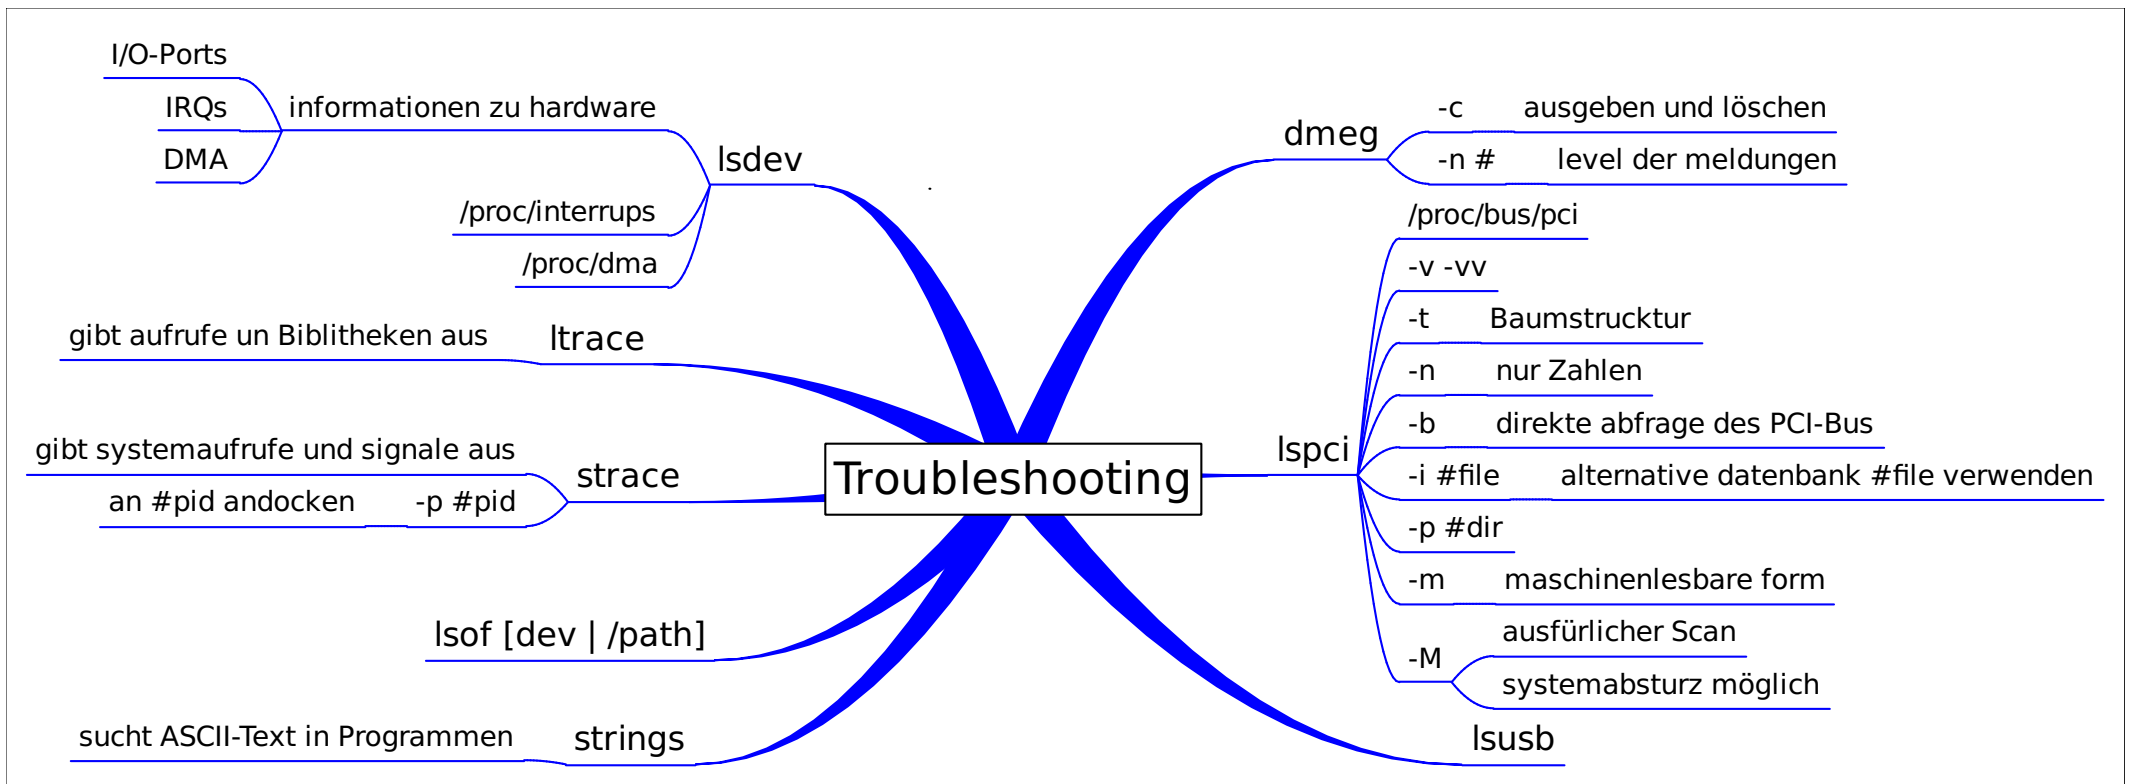 Troubleshooting
dmeg
-c ausgeben und löschen
-n # level der meldungen
lspci
/proc/bus/pci
-v -vv
-t Baumstrucktur
-n nur Zahlen
-b direkte abfrage des PCI-Bus
-i #file alternative datenbank #file verwenden
-p #dir
-m maschinenlesbare form
-M
ausfürlicher Scan
systemabsturz möglich
lsusb
lsdev
informationen zu hardware
I/O-Ports
IRQs
DMA
/proc/interrups
/proc/dma
ltrace
gibt aufrufe un Biblitheken aus
strace
gibt systemaufrufe und signale aus
-p #pid
an #pid andocken
lsof [dev | /path]
strings
sucht ASCII-Text in Programmen